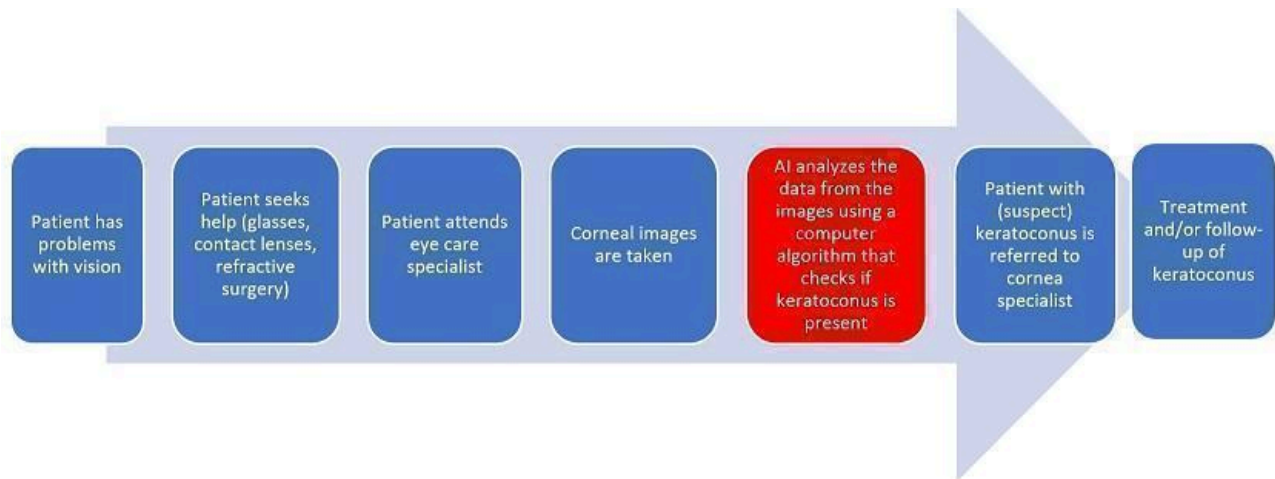 Patient has
problems
with vision
Patient seeks
help (glasses,
contact lenses,
refractive
surgery)
Patient attends
eye care
specialist
Corneal images
are taken
AI analyzes the
data from the
images using a
computer
algorithm that
checks if
keratoconus is
present
Patient with
(suspect)
keratoconus is
referred to
cornea
specialist
Treatment
and/or follow-
up of
keratoconus